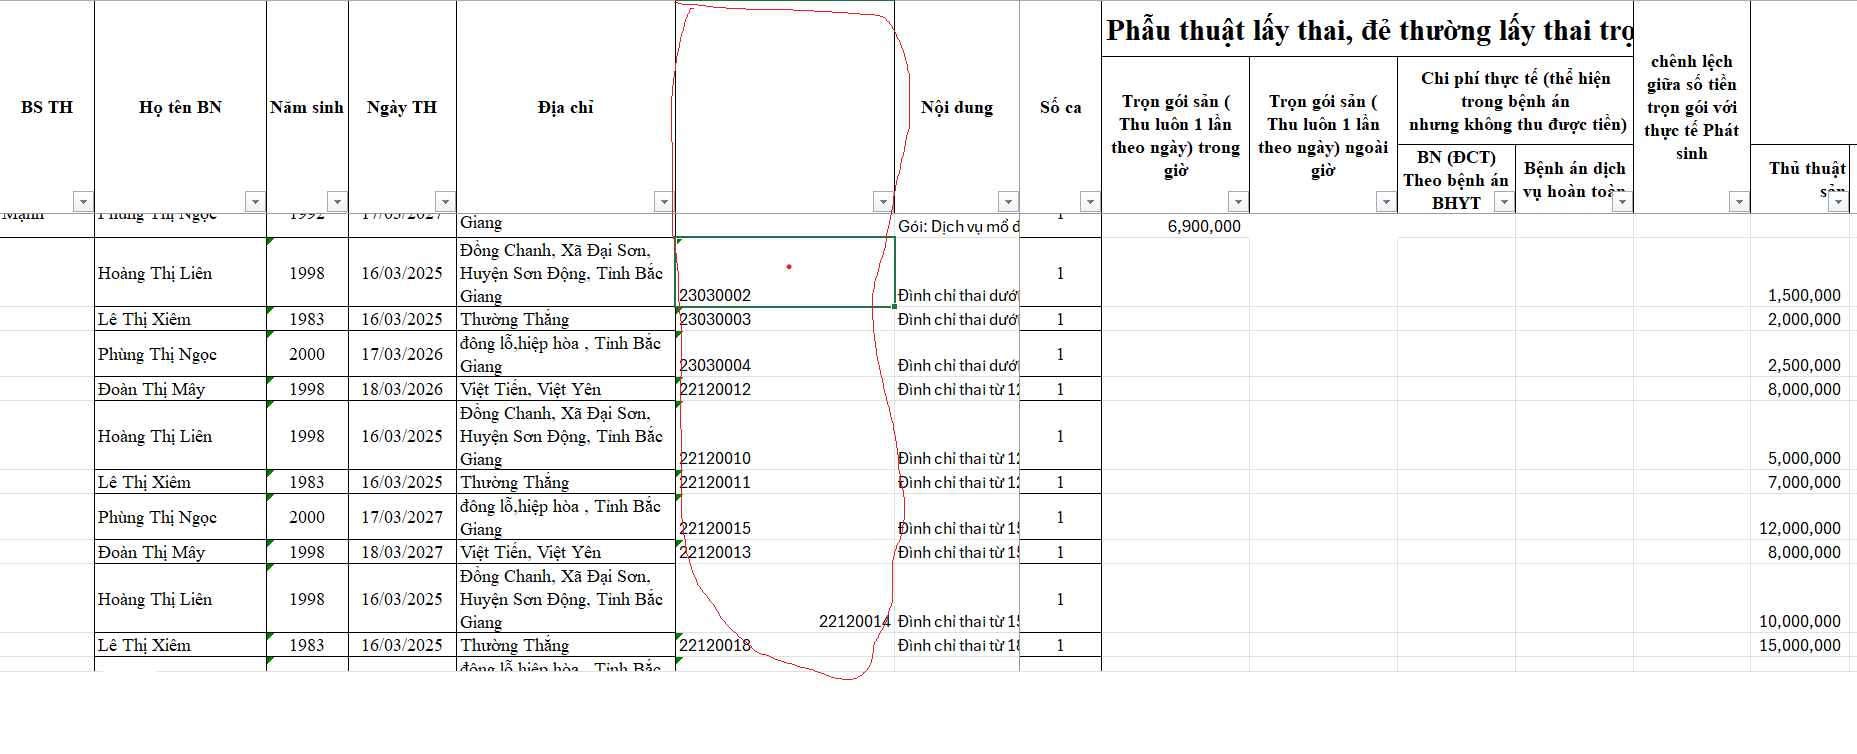 Phẫu thuật lấy thai, đẻ thường lấy thai trọ
BS TH
Họ tên BN
Năm sinh
Ngày TH
Địa chỉ
Nội dung
Số ca
Trọn gói sản (
Thu luôn 1 lần
theo ngày) trong
giờ
Trọn gói sản (
Thu luôn 1 lần
theo ngày) ngoài
giờ
Chi phí thực tế (thể hiện
trong bệnh án
nhưng không thu được tiền)
BN (ĐCT)
Theo bệnh án
BHYT
Bệnh án dịch
vụ hoàn toàn
chênh lệch
giữa số tiền
trọn gói với
thực tế Phát
sinh
Thủ thuật
sản
Mạnh Phùng Thị Ngọc 1992 17/03/2027 Giang Gói: Dịch vụ mổ đ 1 6,900,000
Đồng Chanh, Xã Đại Sơn,
Hoàng Thị Liên 1998 16/03/2025 Huyện Sơn Động, Tỉnh Bắc 1
Giang 23030002 Đình chỉ thai dưới 1,500,000
Lê Thị Xiêm 1983 16/03/2025 Thường Thắng 23030003 Đình chỉ thai dưới 1 2,000,000
đông lỗ,hiệp hòa , Tỉnh Bắc
Phùng Thị Ngọc 2000 17/03/2026 1
Giang 23030004 Đình chỉ thai dưới 2,500,000
Đoàn Thị Mây 1998 18/03/2026 Việt Tiến, Việt Yên 22120012 Đình chỉ thai từ 12 1 8,000,000
Đồng Chanh, Xã Đại Sơn,
Hoàng Thị Liên 1998 16/03/2025 Huyện Sơn Động, Tỉnh Bắc 1
Giang 22120010 Đình chỉ thai từ 12 5,000,000
Lê Thị Xiêm 1983 16/03/2025 Thường Thắng 22120011 Đình chỉ thai từ 12 1 7,000,000
đông lỗ,hiệp hòa , Tỉnh Bắc
Phùng Thị Ngọc 2000 17/03/2027 1
Giang 22120015 Đình chỉ thai từ 15 12,000,000
Đoàn Thị Mây 1998 18/03/2027 Việt Tiến, Việt Yên 22120013 Đình chỉ thai từ 15 1 8,000,000
Đồng Chanh, Xã Đại Sơn,
Hoàng Thị Liên 1998 16/03/2025 Huyện Sơn Động, Tỉnh Bắc 1
Giang 22120014 Đình chỉ thai từ 15 10,000,000
Lê Thị Xiêm 1983 16/03/2025 Thường Thắng 22120018 Đình chỉ thai từ 18 1 15,000,000
đông lỗ,hiệp hòa , Tỉnh Bắc